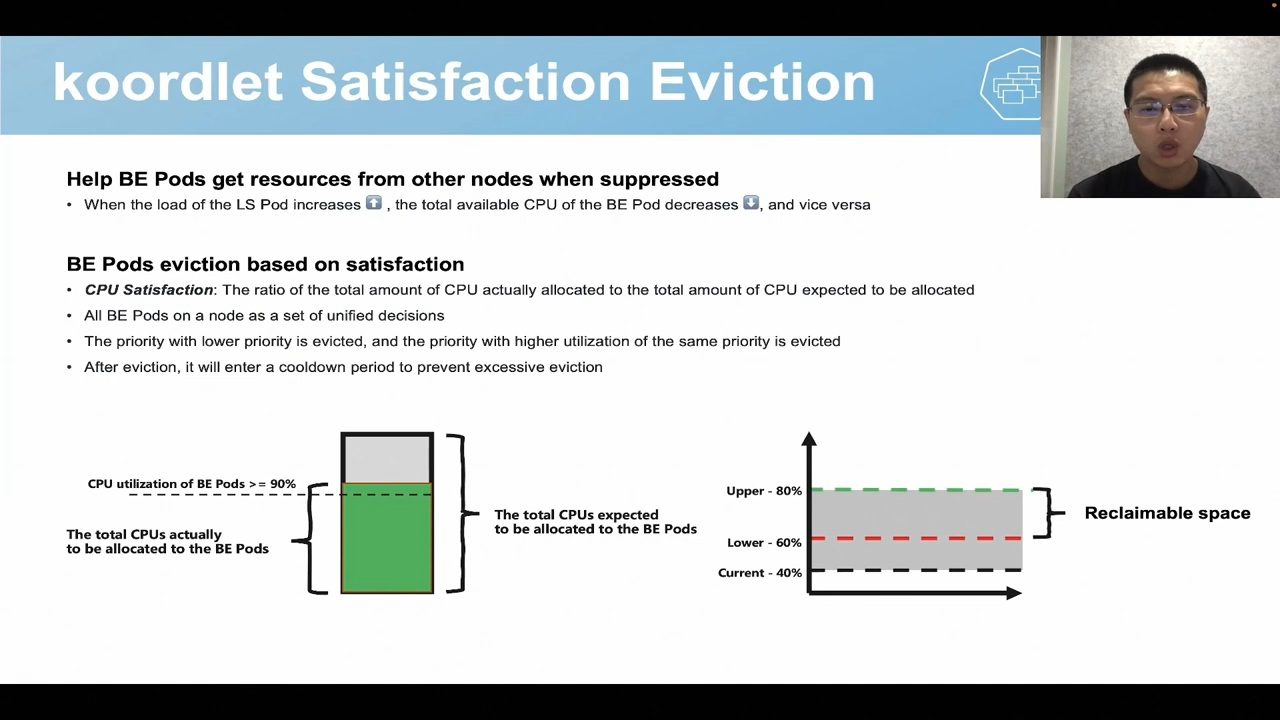 koordlet Satisfaction Eviction
Help BE Pods get resources from other nodes when suppressed
• When the load of the LS Pod increases ⬆️ , the total available CPU of the BE Pod decreases ⬇️, and vice versa
BE Pods eviction based on satisfaction
• CPU Satisfaction: The ratio of the total amount of CPU actually allocated to the total amount of CPU expected to be allocated
• All BE Pods on a node as a set of unified decisions
• The priority with lower priority is evicted, and the priority with higher utilization of the same priority is evicted
• After eviction, it will enter a cooldown period to prevent excessive eviction
CPU utilization of BE Pods >= 90%
The total CPUs actually
to be allocated to the BE Pods
The total CPUs expected
to be allocated to the BE Pods
Upper - 80%
Lower - 60%
Current - 40%
Reclaimable space